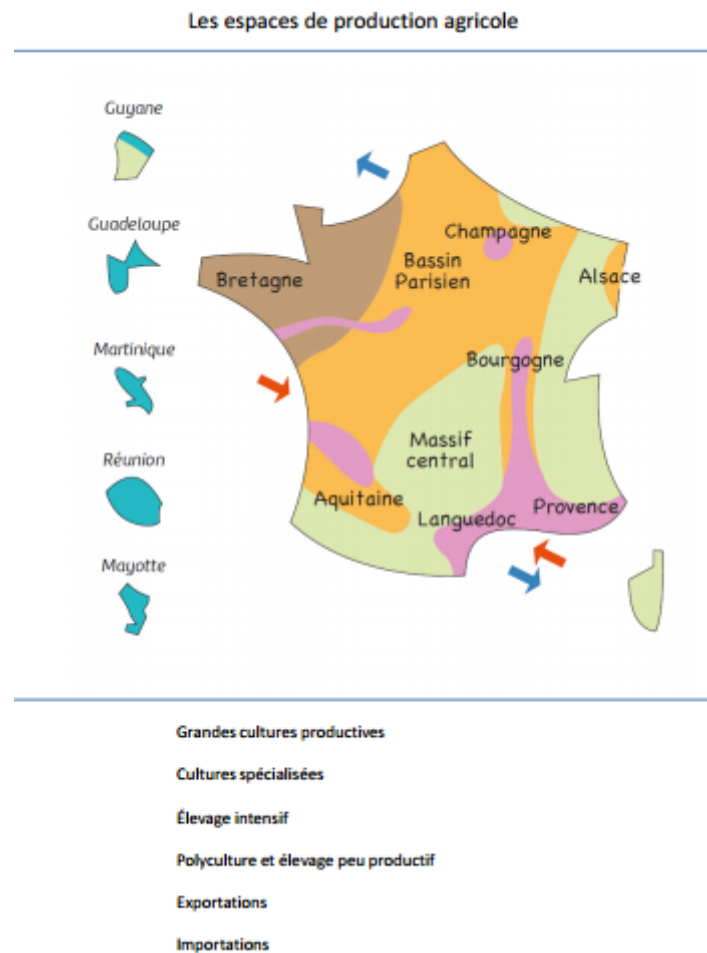 Les espaces de production agricole
Guyane
Guadeloupe
Martinique
Réunion
Mayotte
Champagne
Bassin
Parisien
Bretagne
Alsace
Bourgogne
Massif
central
Aquitaine
Languedoc
Provence
Grandes cultures productives
Cultures spécialisées
Élevage intensif
Polyculture et élevage peu productif
Exportations
Importations